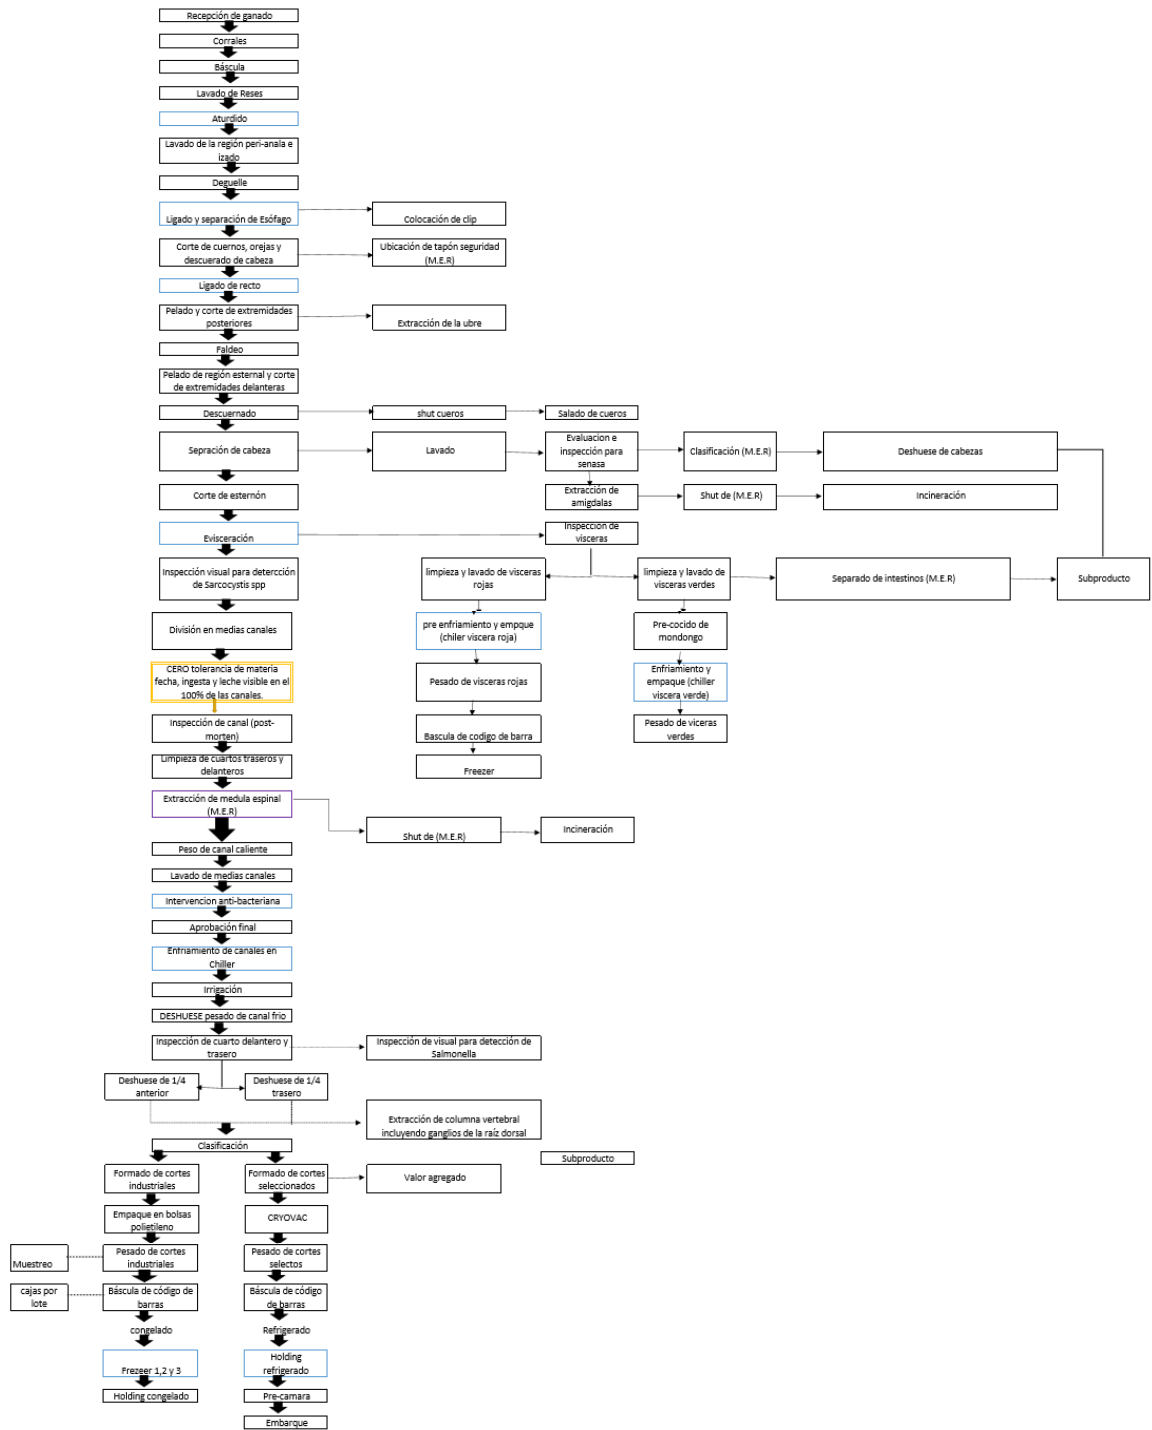 Recepción de ganado
Corrales
Báscula
Lavado de Reses
Aturdido
Lavado de la región peri-anala e
izado
Deguelle
Ligado y separación de Esófago
Colocación de clip
Corte de cuernos, orejas y
descuerado de cabeza
Ubicación de tapón seguridad
(M.E.R)
Ligado de recto
Pelado y corte de extremidades
posteriores
Extracción de la ubre
Faldeo
Pelado de región esternal y corte
de extremidades delanteras
Descuernado
shut cueros
Salado de cueros
Sepración de cabeza
Lavado
Evaluacion e
inspección para
senasa
Clasificación (M.E.R)
Deshuese de cabezas
Corte de esternón
Extracción de
amigdalas
Shut de (M.E.R)
Incineración
Evisceración
Inspección de
visceras
Inspección visual para detercción
de Sarcocystis spp
limpieza y lavado de visceras
rojas
limpieza y lavado de
visceras verdes
Separado de intestinos (M.E.R)
Subproducto
División en medias canales
pre enfriamiento y empque
(chiler viscera roja)
Pre-cocido de
mondongo
CERO tolerancia de materia
fecha, ingesta y leche visible en el
100% de las canales.
Pesado de visceras rojas
Enfriamiento y
empaque (chiller
viscera verde)
Inspección de canal (post-
morten)
Bascula de codigo de barra
Pesado de viceras
verdes
Limpieza de cuartos traseros y
delanteros
Freezer
Extracción de medula espinal
(M.E.R)
Shut de (M.E.R)
Incineración
Peso de canal caliente
Lavado de medias canales
Intervencion anti-bacteriana
Aprobación final
Enfriamiento de canales en
Chiller
Irrigación
DESHUESE pesado de canal frio
Inspección de cuarto delantero y
trasero
Inspección de visual para detección de
Salmonella
Deshuese de 1/4
anterior
Deshuese de 1/4
trasero
Extracción de columna vertebral
incluyendo ganglios de la raíz dorsal
Clasificación
Subproducto
Formado de cortes
industriales
Formado de cortes
seleccionados
Valor agregado
Empaque en bolsas
polietileno
CRYOVAC
Muestreo
Pesado de cortes
industriales
Pesado de cortes
selectos
cajas por
lote
Báscula de código de
barras
Báscula de código
de barras
congelado
Refrigerado
Frezeer 1,2 y 3
Holding
refrigerado
Holding congelado
Pre-camara
Embarque